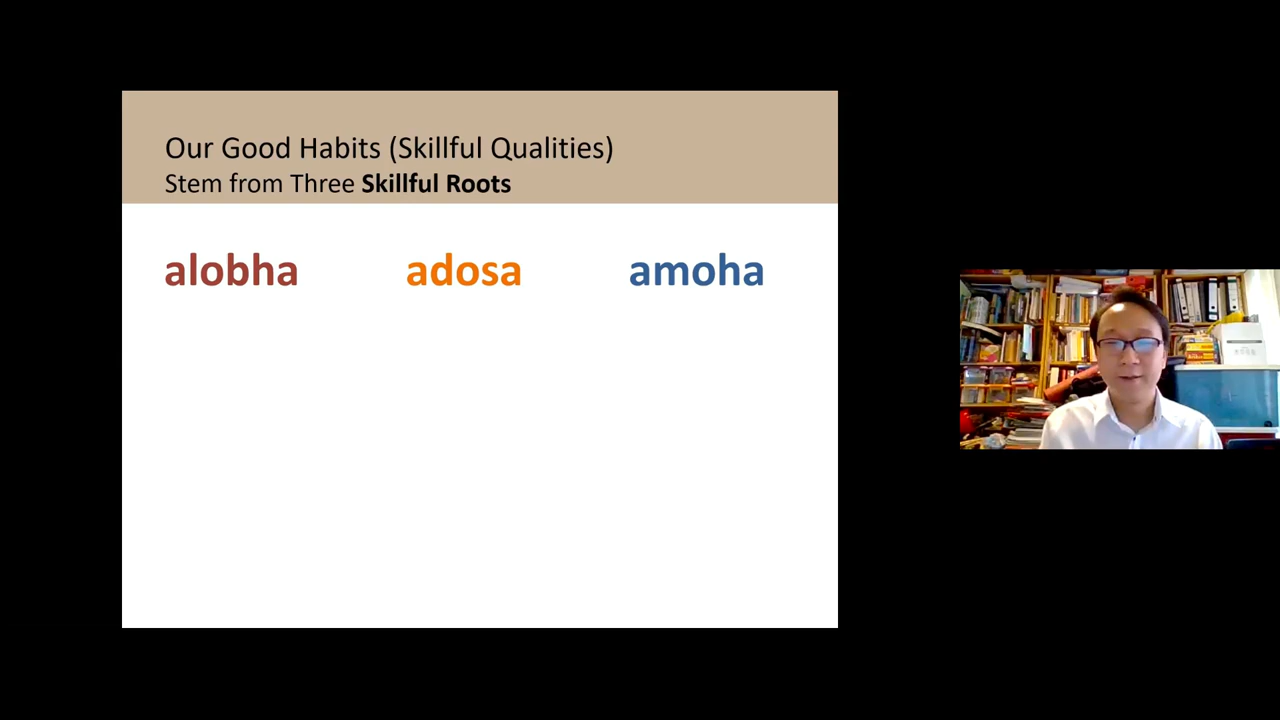 Our Good Habits (Skillful Qualities)
Stem from Three Skillful Roots
alobha adosa amoha